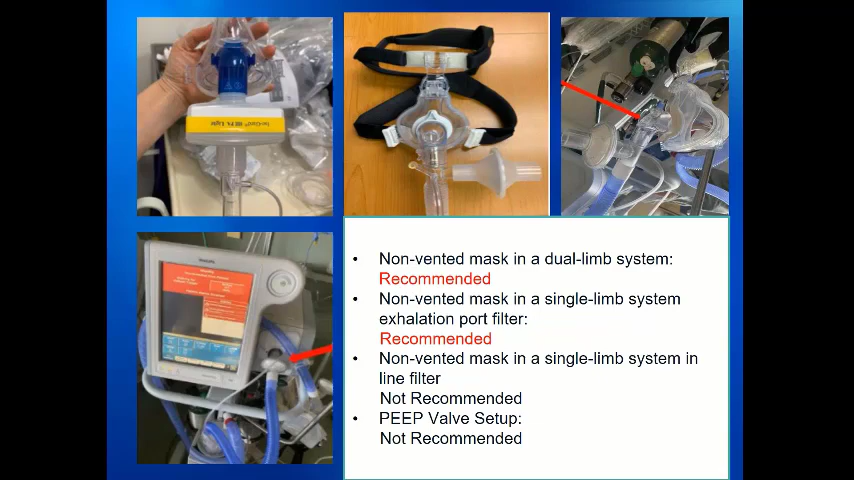 • Non-vented mask in a dual-limb system:
Recommended
• Non-vented mask in a single-limb system
exhalation port filter:
Recommended
• Non-vented mask in a single-limb system in
line filter
Not Recommended
• PEEP Valve Setup:
Not Recommended